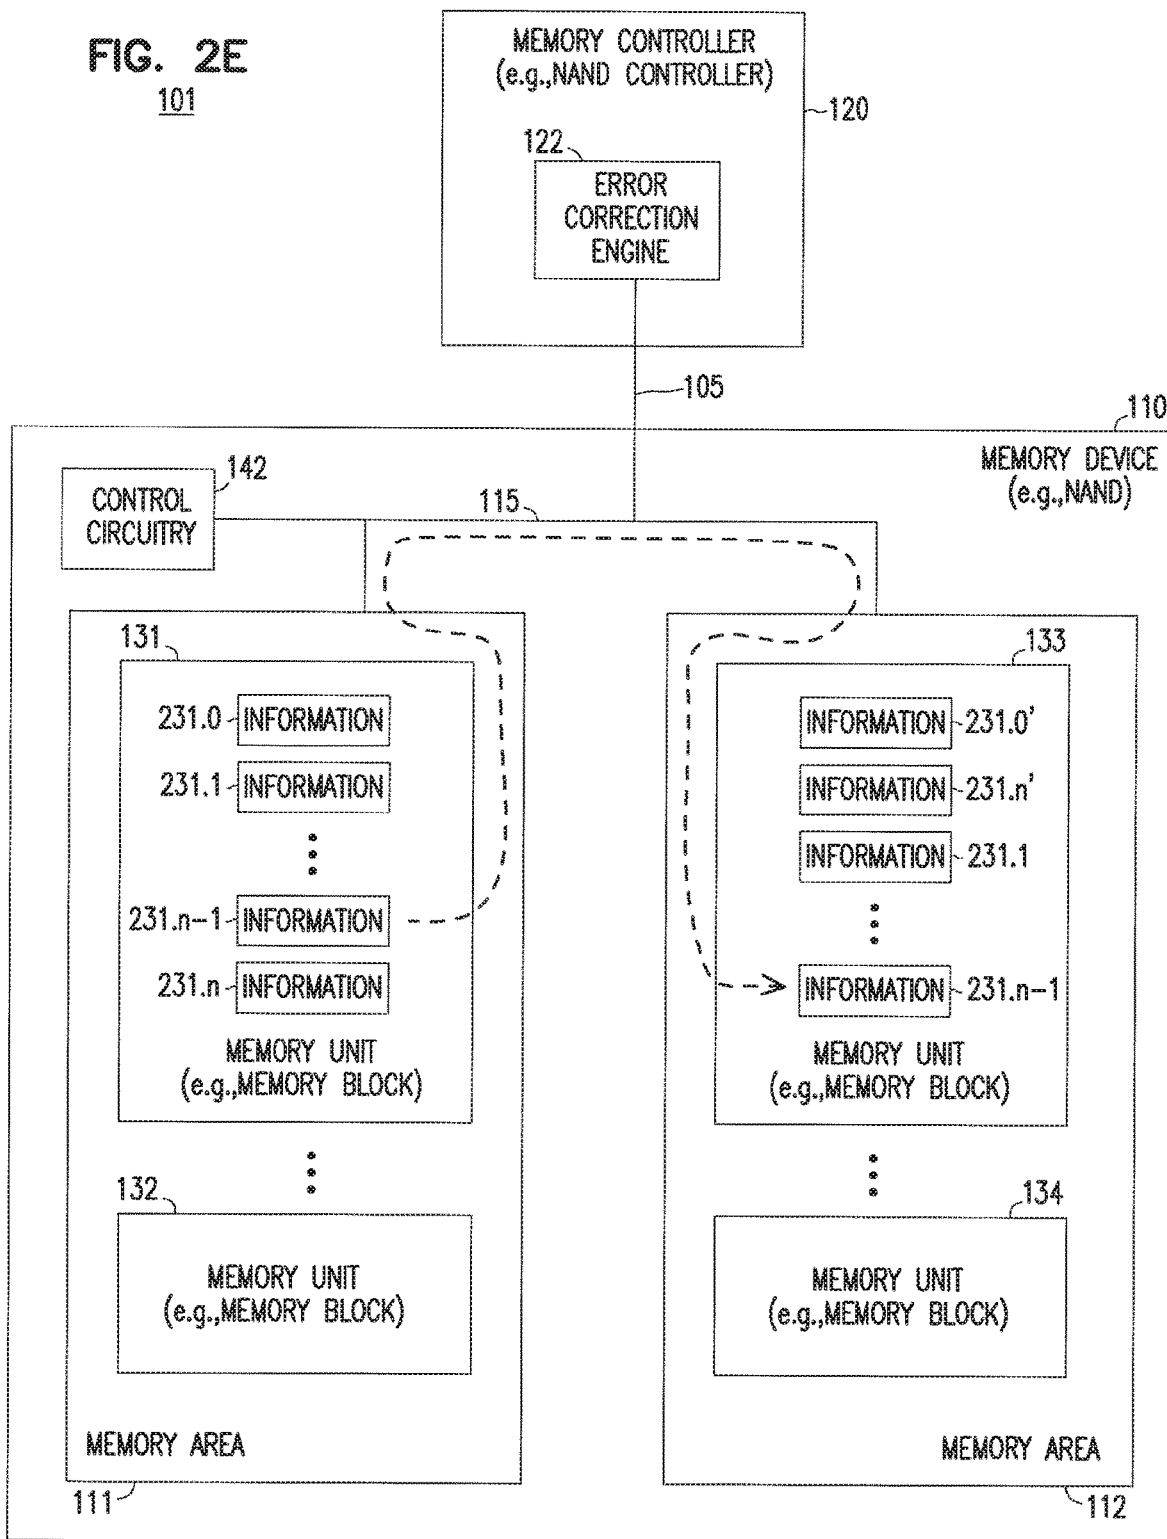 FIG. 2E
101
MEMORY CONTROLLER
(e.g.,NAND CONTROLLER)
120
122
ERROR
CORRECTION
ENGINE
105
110
MEMORY DEVICE
(e.g.,NAND)
142
CONTROL
CIRCUITRY
115
131
231.0 INFORMATION
231.1 INFORMATION
231.n-1 INFORMATION
231.n INFORMATION
MEMORY UNIT
(e.g.,MEMORY BLOCK)
132
MEMORY UNIT
(e.g.,MEMORY BLOCK)
MEMORY AREA
111
133
INFORMATION 231.0'
INFORMATION 231.n'
INFORMATION 231.1
INFORMATION 231.n-1
MEMORY UNIT
(e.g.,MEMORY BLOCK)
134
MEMORY UNIT
(e.g.,MEMORY BLOCK)
MEMORY AREA
112